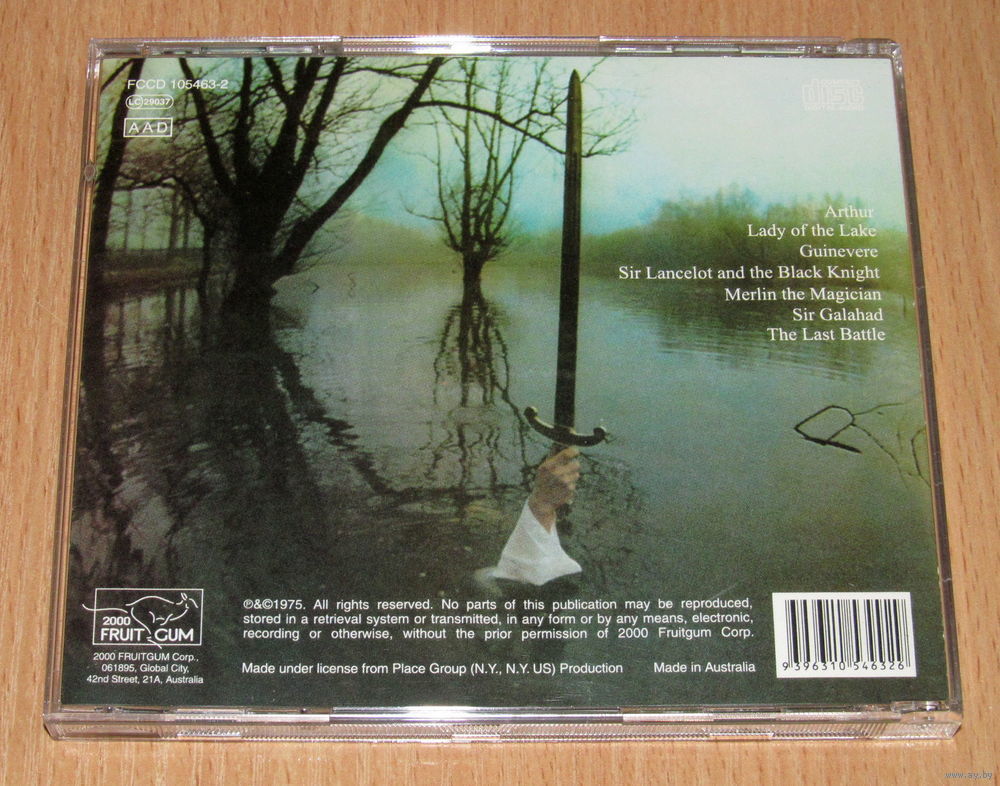 FCCD 105463-2
LC 29037
AAD
disc
Arthur
Lady of the Lake
Guinevere
Sir Lancelot and the Black Knight
Merlin the Magician
Sir Galahad
The Last Battle
2000
FRUIT GUM
2000 FRUITGUM Corp.,
061895, Global City,
42nd Street, 21A, Australia
℗&©1975. All rights reserved. No parts of this publication may be reproduced,
stored in a retrieval system or transmitted, in any form or by any means, electronic,
recording or otherwise, without the prior permission of 2000 Fruitgum Corp.
Made under license from Place Group (N.Y., N.Y. US) Production Made in Australia
9 396310 546326
www.ay.by